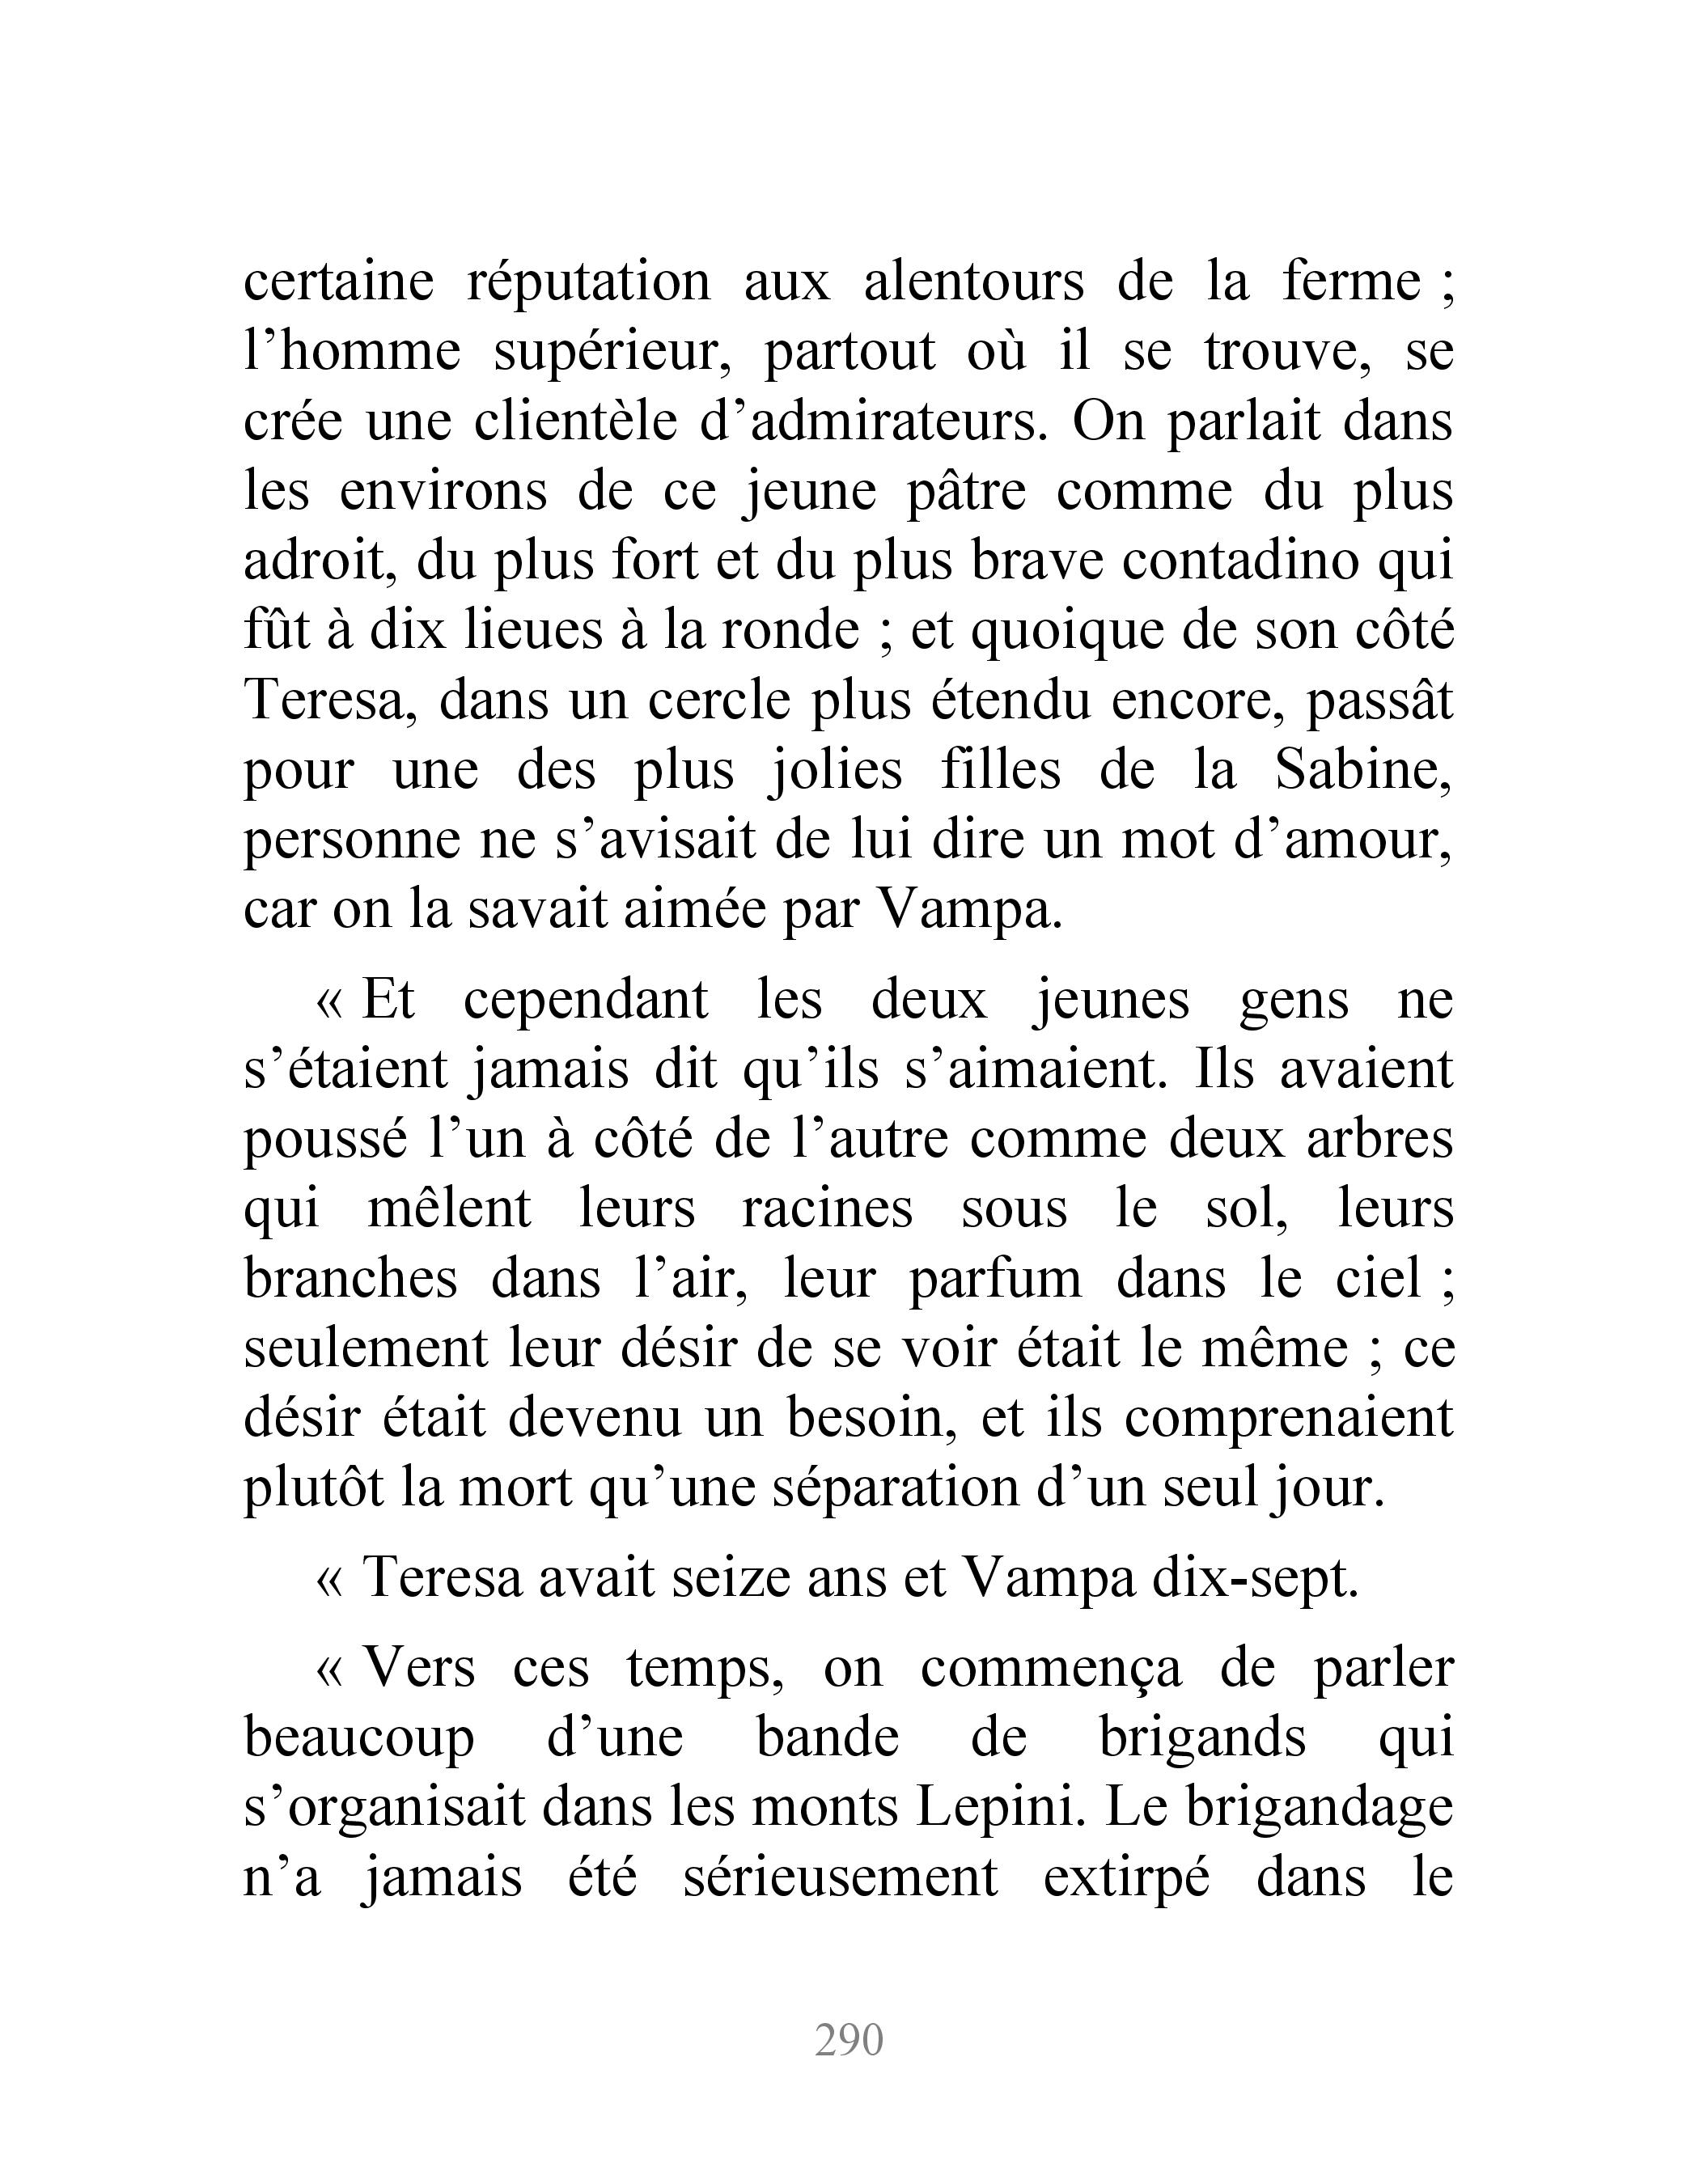 certaine réputation aux alentours de la ferme ;
l’homme supérieur, partout où il se trouve, se
crée une clientèle d’admirateurs. On parlait dans
les environs de ce jeune pâtre comme du plus
adroit, du plus fort et du plus brave contadino qui
fût à dix lieues à la ronde ; et quoique de son côté
Teresa, dans un cercle plus étendu encore, passât
pour une des plus jolies filles de la Sabine,
personne ne s’avisait de lui dire un mot d’amour,
car on la savait aimée par Vampa.
« Et cependant les deux jeunes gens ne
s’étaient jamais dit qu’ils s’aimaient. Ils avaient
poussé l’un à côté de l’autre comme deux arbres
qui mêlent leurs racines sous le sol, leurs
branches dans l’air, leur parfum dans le ciel ;
seulement leur désir de se voir était le même ; ce
désir était devenu un besoin, et ils comprenaient
plutôt la mort qu’une séparation d’un seul jour.
« Teresa avait seize ans et Vampa dix-sept.
« Vers ces temps, on commença de parler
beaucoup d’une bande de brigands qui
s’organisait dans les monts Lepini. Le brigandage
n’a jamais été sérieusement extirpé dans le
290